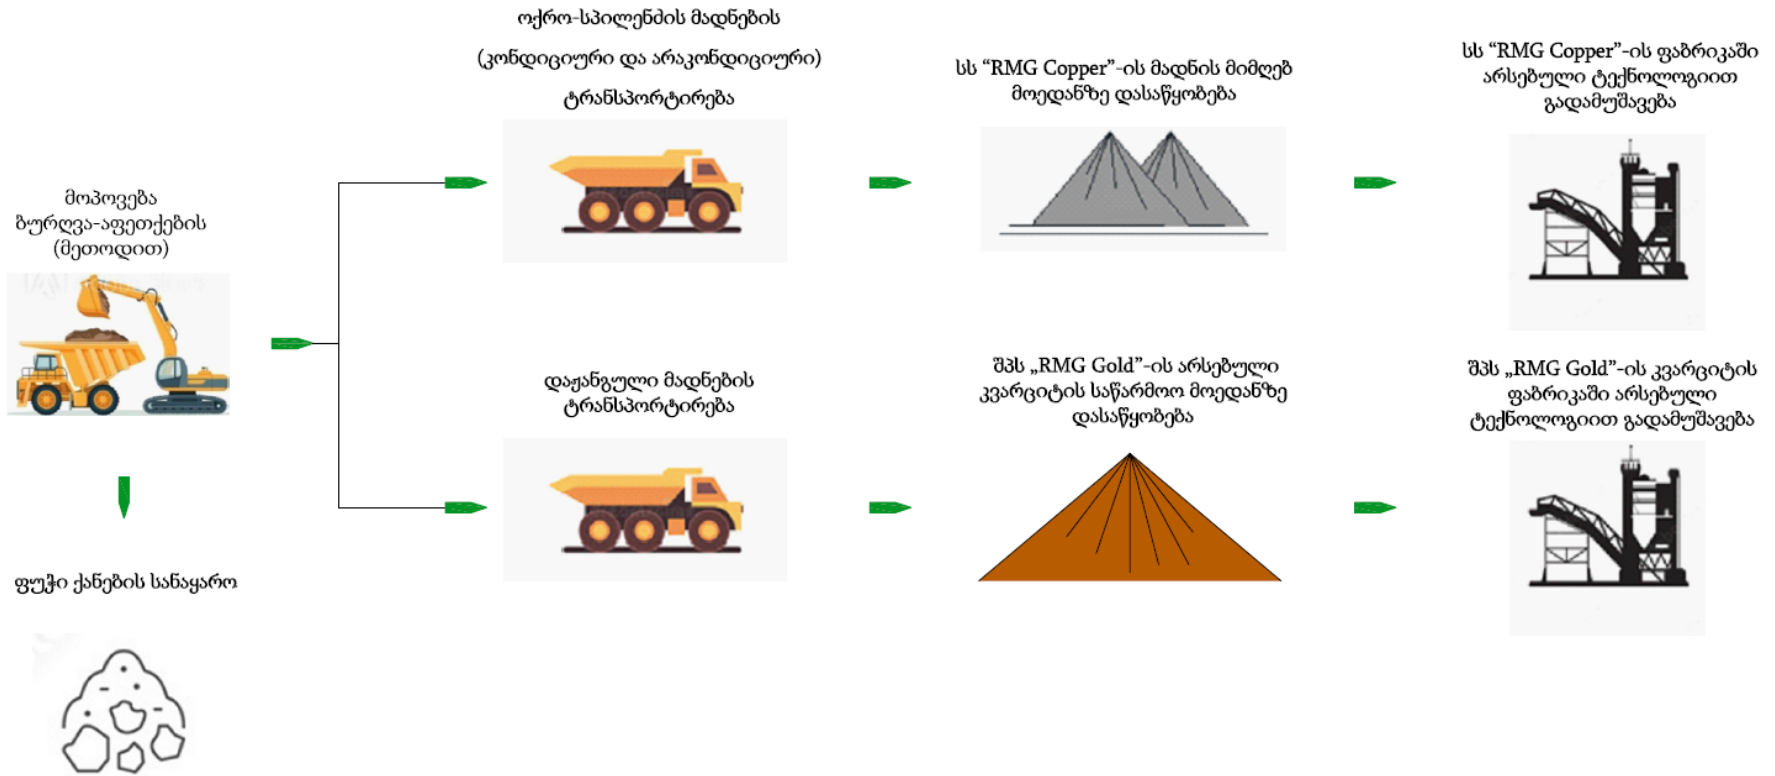 მოპოვება
ბურღვა-აფეთქების
(მეთოდით)
ფუჭი ქანების სანაყარო
ოქრო-სპილენძის მადნების
(კონდიციური და არაკონდიციური)
ტრანსპორტირება
სს “RMG Copper”-ის მადნის მიმღებ
მოედანზე დასაწყობება
სს “RMG Copper”-ის ფაბრიკაში
არსებული ტექნოლოგიით
გადამუშავება
დაჟანგული მადნების
ტრანსპორტირება
შპს „RMG Gold”-ის არსებული
კვარციტის საწარმოო მოედანზე
დასაწყობება
შპს „RMG Gold”-ის კვარციტის
ფაბრიკაში არსებული
ტექნოლოგიით გადამუშავება